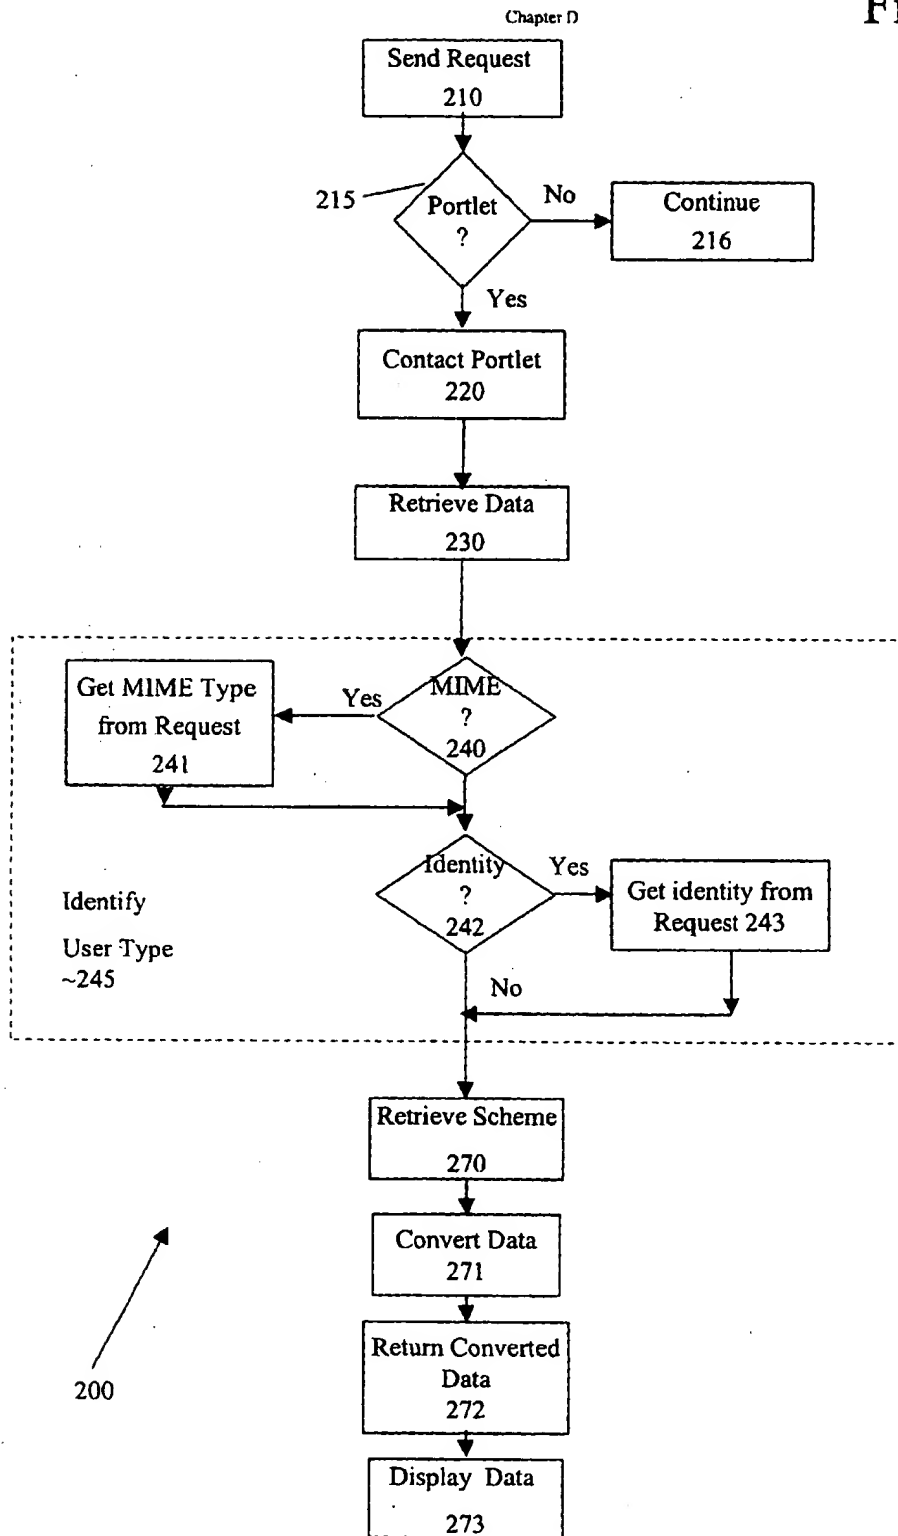 Chapter D
Send Request
210
215
Portlet
?
No
Continue
216
Yes
Contact Portlet
220
Retrieve Data
230
Get MIME Type
from Request
241
Yes
MIME
?
240
Identity
?
242
Yes
Get identity from
Request 243
Identify
User Type
~245
No
Retrieve Scheme
270
Convert Data
271
Return Converted
Data
272
200
Display Data
273